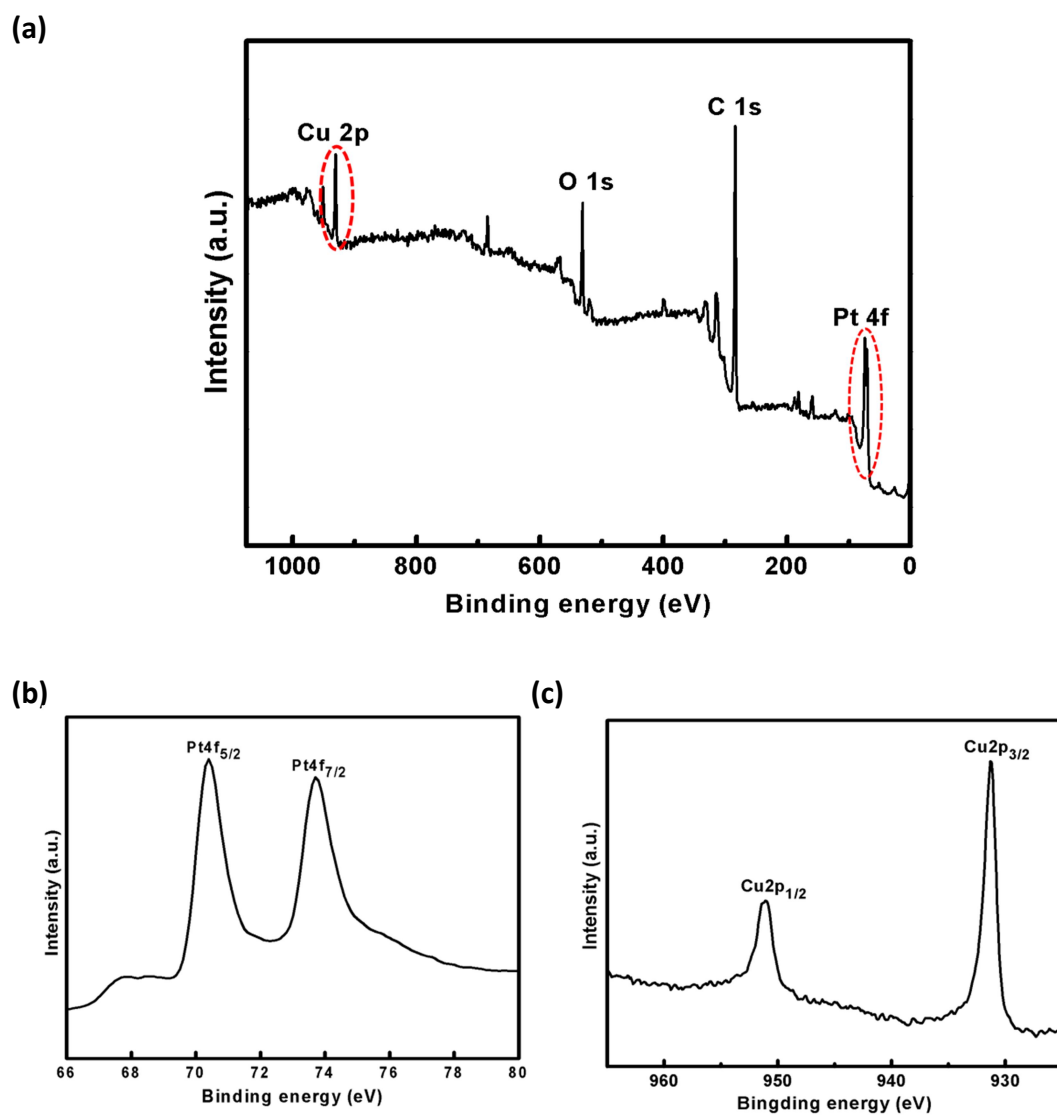 (a)
Cu 2p
O 1s
C 1s
Pt 4f
Intensity (a.u.)
1000 800 600 400 200 0
Binding energy (eV)
(b)
Pt4f5/2
Pt4f7/2
Intensity (a.u.)
66 68 70 72 74 76 78 80
Binding energy (eV)
(c)
Cu2p3/2
Cu2p1/2
Intensity (a.u.)
960 950 940 930
Bingding energy (eV)